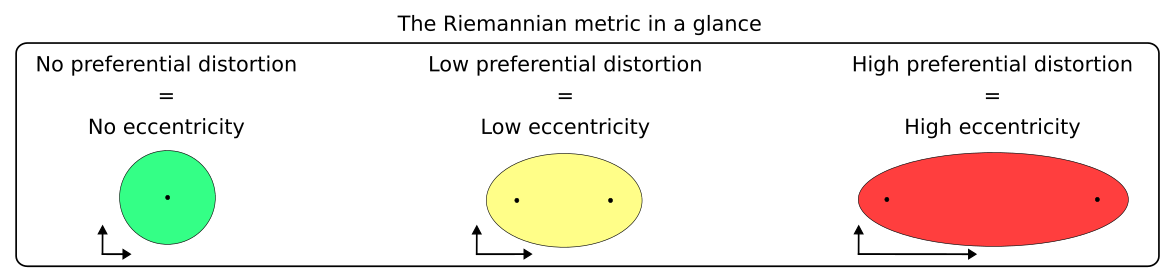 The Riemannian metric in a glance
No preferential distortion
=
No eccentricity
Low preferential distortion
=
Low eccentricity
High preferential distortion
=
High eccentricity